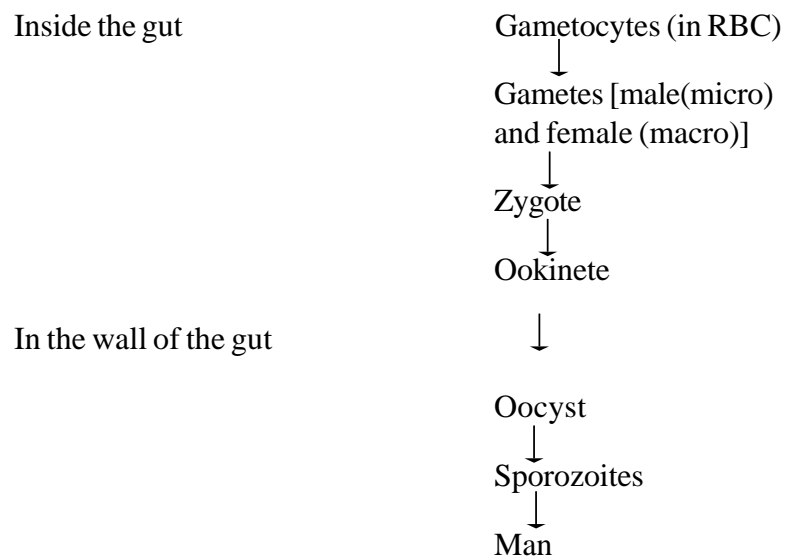 Inside the gut
Gametocytes (in RBC)
Gametes [male(micro)
and female (macro)]
Zygote
Ookinete
In the wall of the gut
Oocyst
Sporozoites
Man